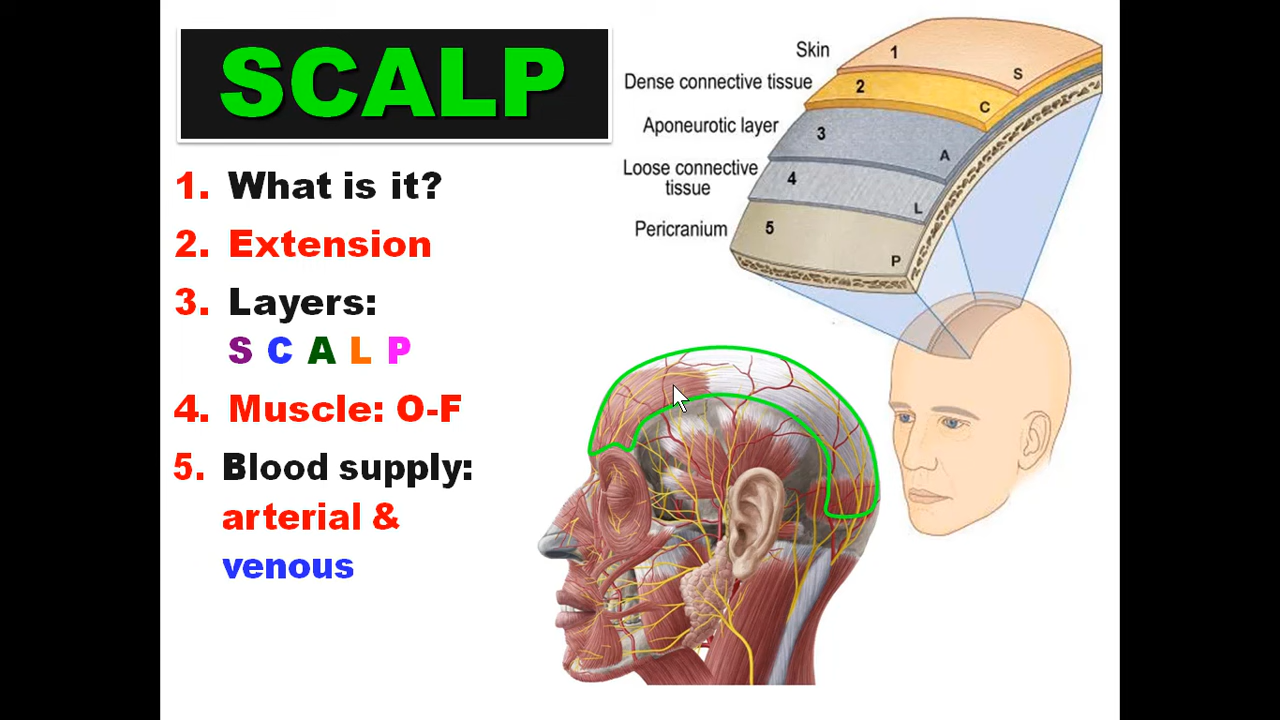 SCALP
1. What is it?
2. Extension
3. Layers:
S C A L P
4. Muscle: O-F
5. Blood supply:
arterial &
venous
Skin
Dense connective tissue
Aponeurotic layer
Loose connective
tissue
Pericranium
1 S
2 C
3 A
4 L
5 P